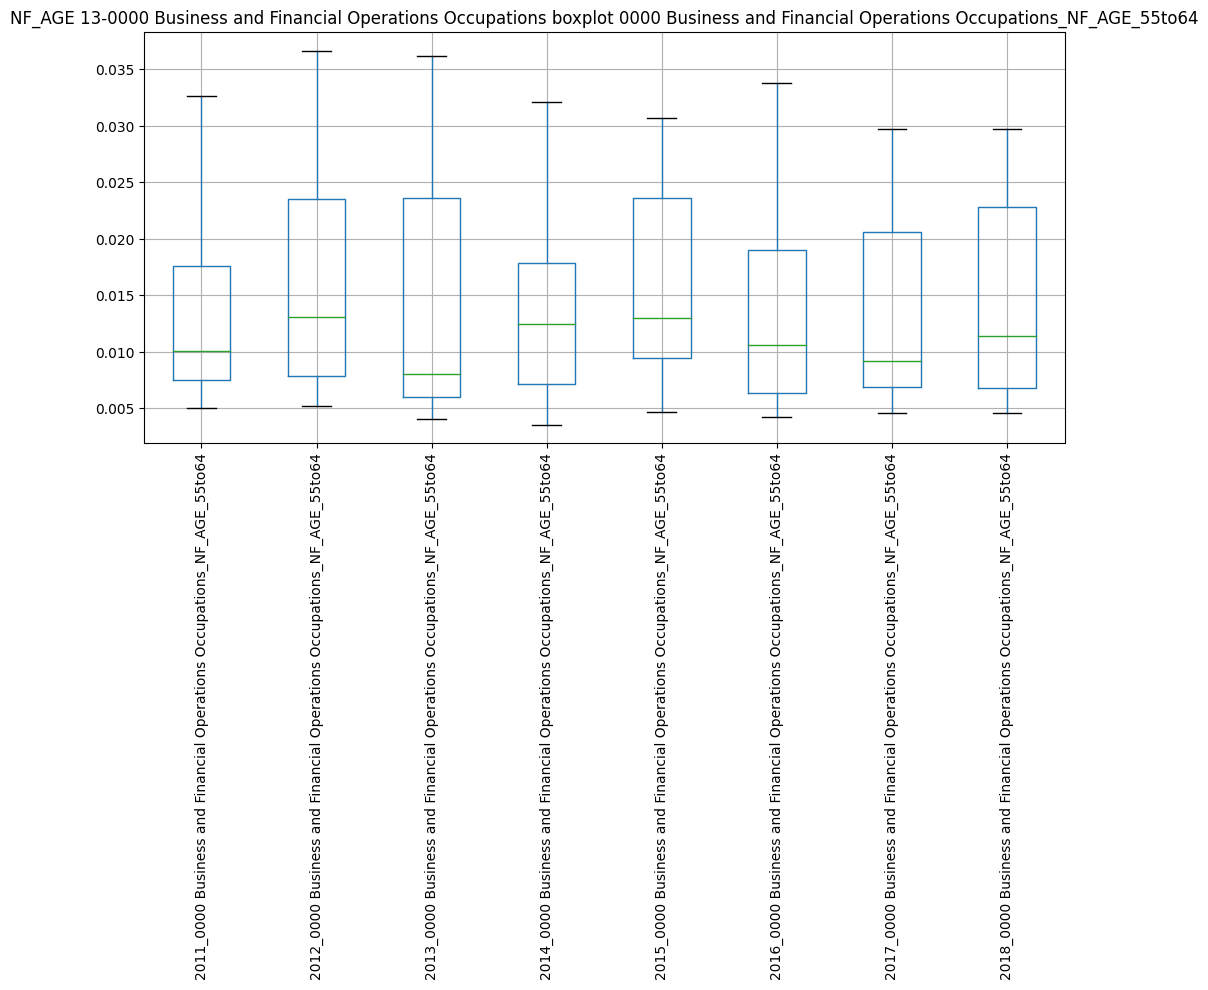 NF_AGE 13-0000 Business and Financial Operations Occupations boxplot 0000 Business and Financial Operations Occupations_NF_AGE_55to64
0.035
0.030
0.025
0.020
0.015
0.010
0.005
2011_0000 Business and Financial Operations Occupations_NF_AGE_55to64
2012_0000 Business and Financial Operations Occupations_NF_AGE_55to64
2013_0000 Business and Financial Operations Occupations_NF_AGE_55to64
2014_0000 Business and Financial Operations Occupations_NF_AGE_55to64
2015_0000 Business and Financial Operations Occupations_NF_AGE_55to64
2016_0000 Business and Financial Operations Occupations_NF_AGE_55to64
2017_0000 Business and Financial Operations Occupations_NF_AGE_55to64
2018_0000 Business and Financial Operations Occupations_NF_AGE_55to64